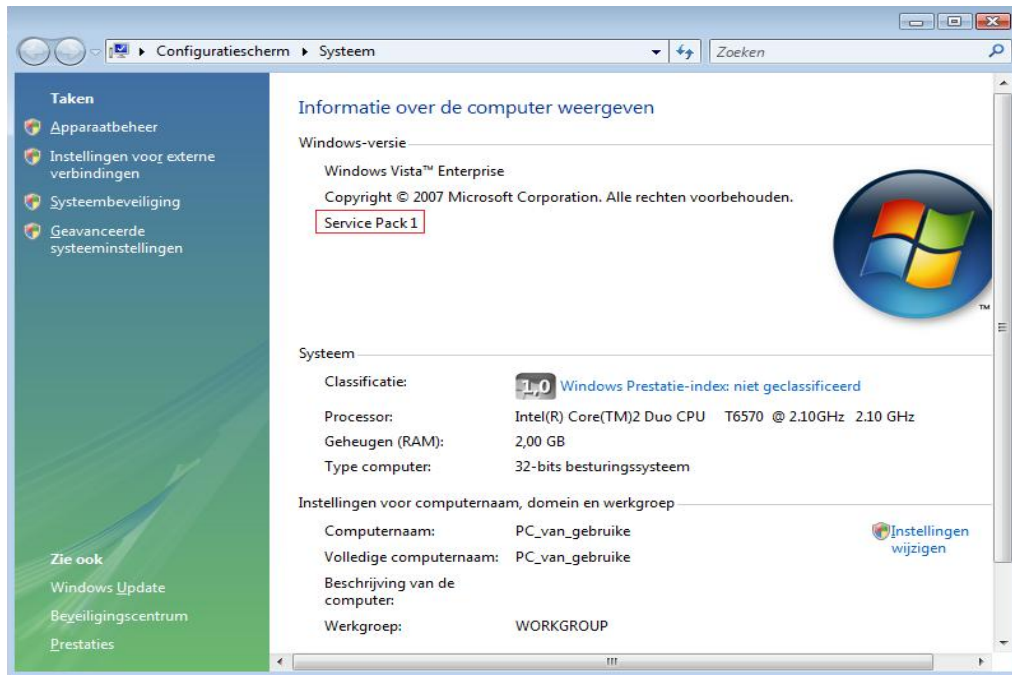 Configuratiescherm Systeem
Zoeken
Taken
Apparaatbeheer
Instellingen voor externe
verbindingen
Systeembeveiliging
Geavanceerde
systeeminstellingen
Zie ook
Windows Update
Beveiligingscentrum
Prestaties
Informatie over de computer weergeven
Windows-versie
Windows Vista™ Enterprise
Copyright © 2007 Microsoft Corporation. Alle rechten voorbehouden.
Service Pack 1
TM
Systeem
Classificatie:
1,0 Windows Prestatie-index: niet geclassificeerd
Processor: Intel(R) Core(TM)2 Duo CPU T6570 @ 2.10GHz 2.10 GHz
Geheugen (RAM): 2,00 GB
Type computer: 32-bits besturingssysteem
Instellingen voor computernaam, domein en werkgroep
Computernaam: PC_van_gebruike
Instellingen
wijzigen
Volledige computernaam: PC_van_gebruike
Beschrijving van de
computer:
Werkgroep: WORKGROUP